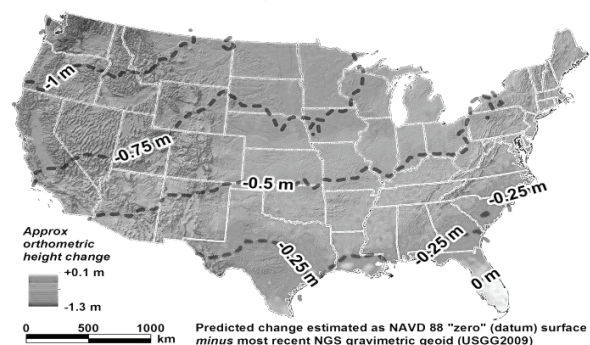 -1 m
-0.75 m
-0.5 m
-0.25 m
-0.25 m
-0.25 m
0 m
Approx
orthometric
height change
+0.1 m
-1.3 m
0 500 1000
km
Predicted change estimated as NAVD 88 "zero" (datum) surface
minus most recent NGS gravimetric geoid (USGG2009)